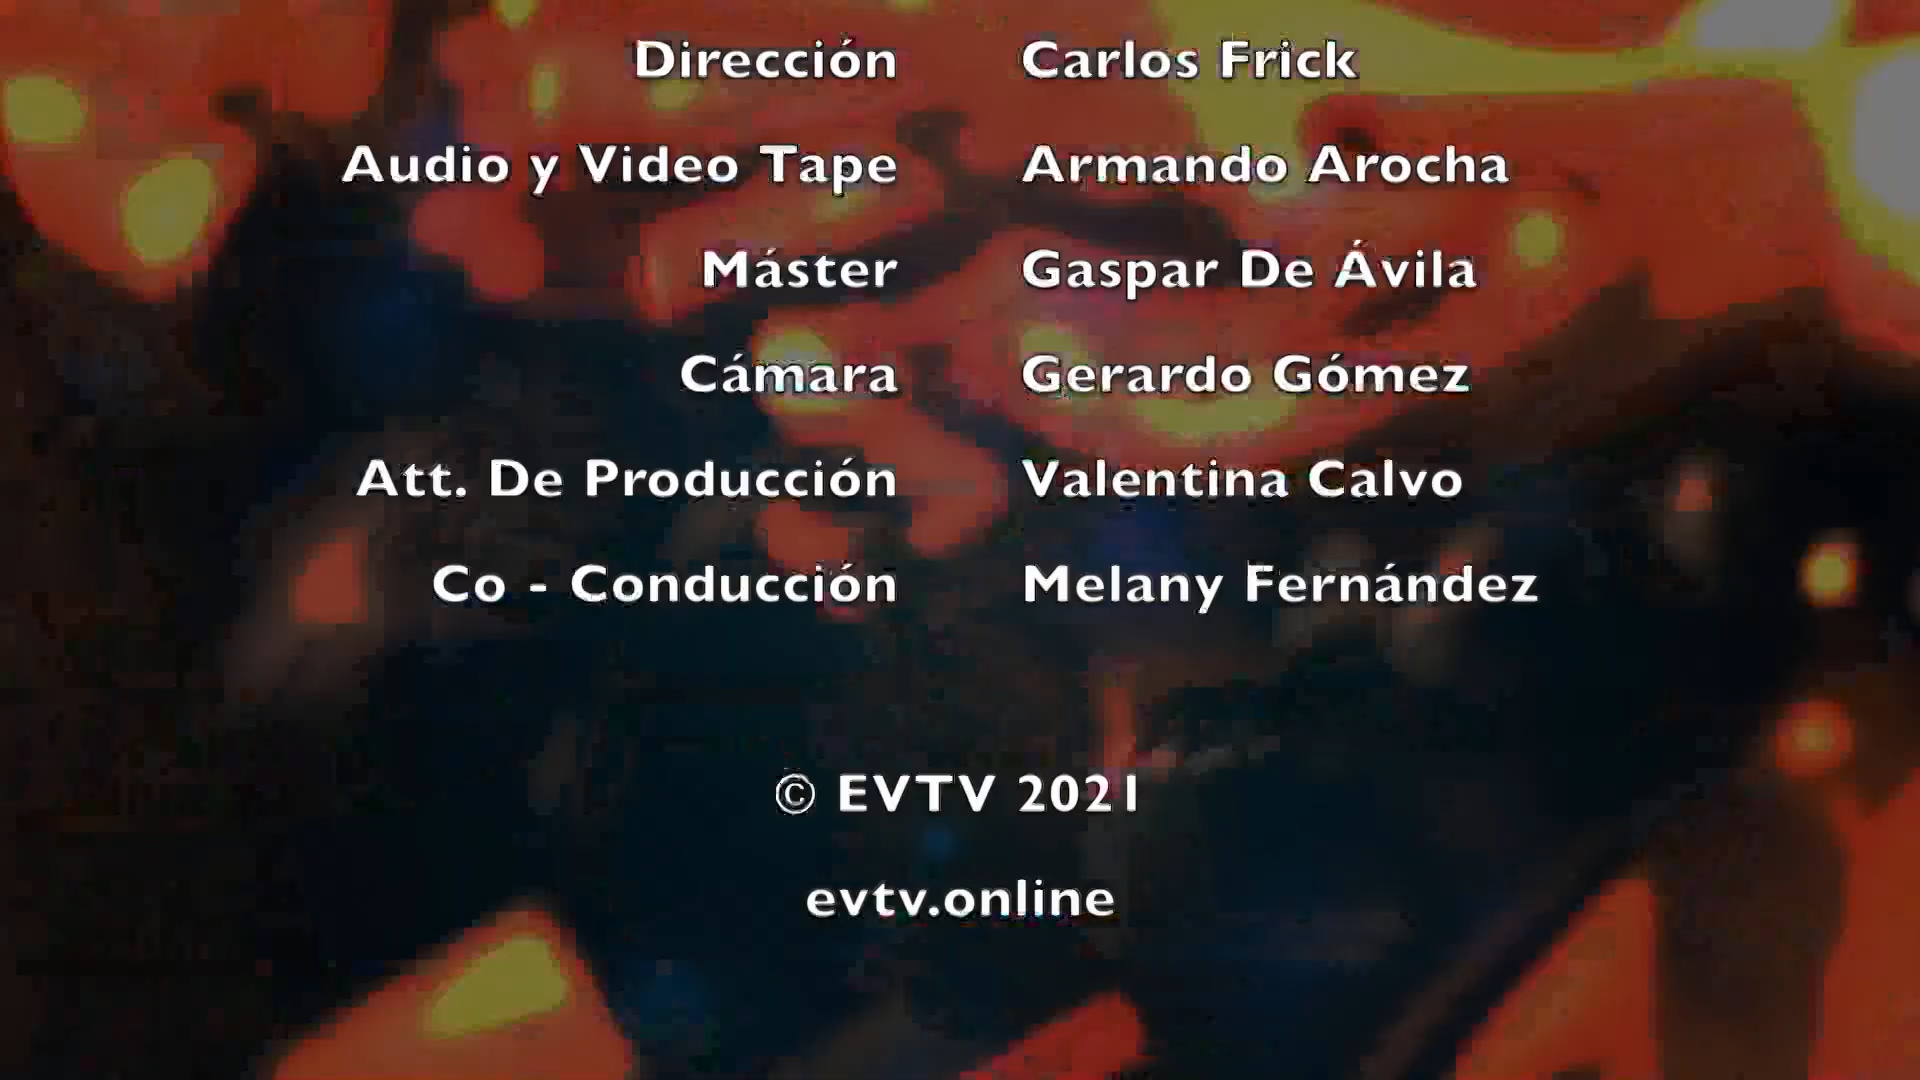 Dirección Carlos Frick
Audio y Video Tape Armando Arocha
Máster Gaspar De Ávila
Cámara Gerardo Gómez
Att. De Producción Valentina Calvo
Co - Conducción Melany Fernández
© EVTV 2021
evtv.online